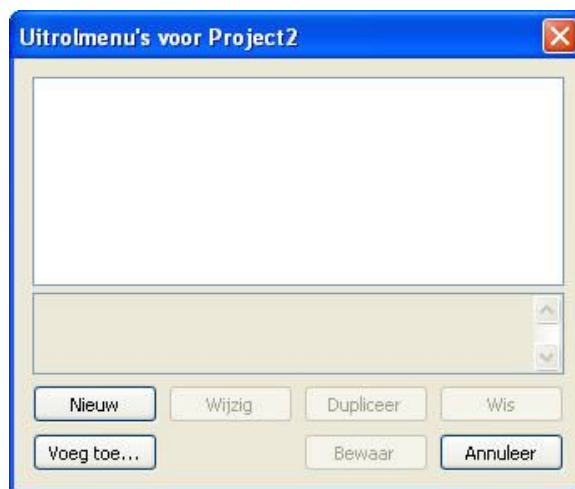 Uitrolmenu's voor Project2
Nieuw Wijzig Dupliceer Wis
Voeg toe... Bewaar Annuleer